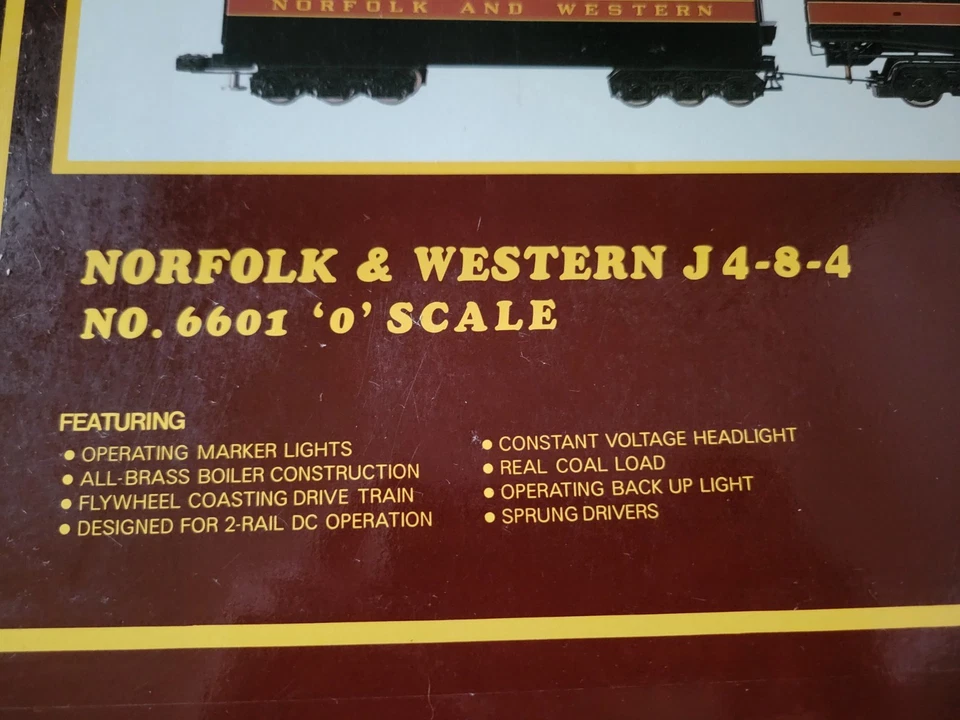 NORFOLK AND WESTERN
NORFOLK & WESTERN J 4-8-4
NO. 6601 ‘O’ SCALE
FEATURING
• OPERATING MARKER LIGHTS
• ALL-BRASS BOILER CONSTRUCTION
• FLYWHEEL COASTING DRIVE TRAIN
• DESIGNED FOR 2-RAIL DC OPERATION
• CONSTANT VOLTAGE HEADLIGHT
• REAL COAL LOAD
• OPERATING BACK UP LIGHT
• SPRUNG DRIVERS